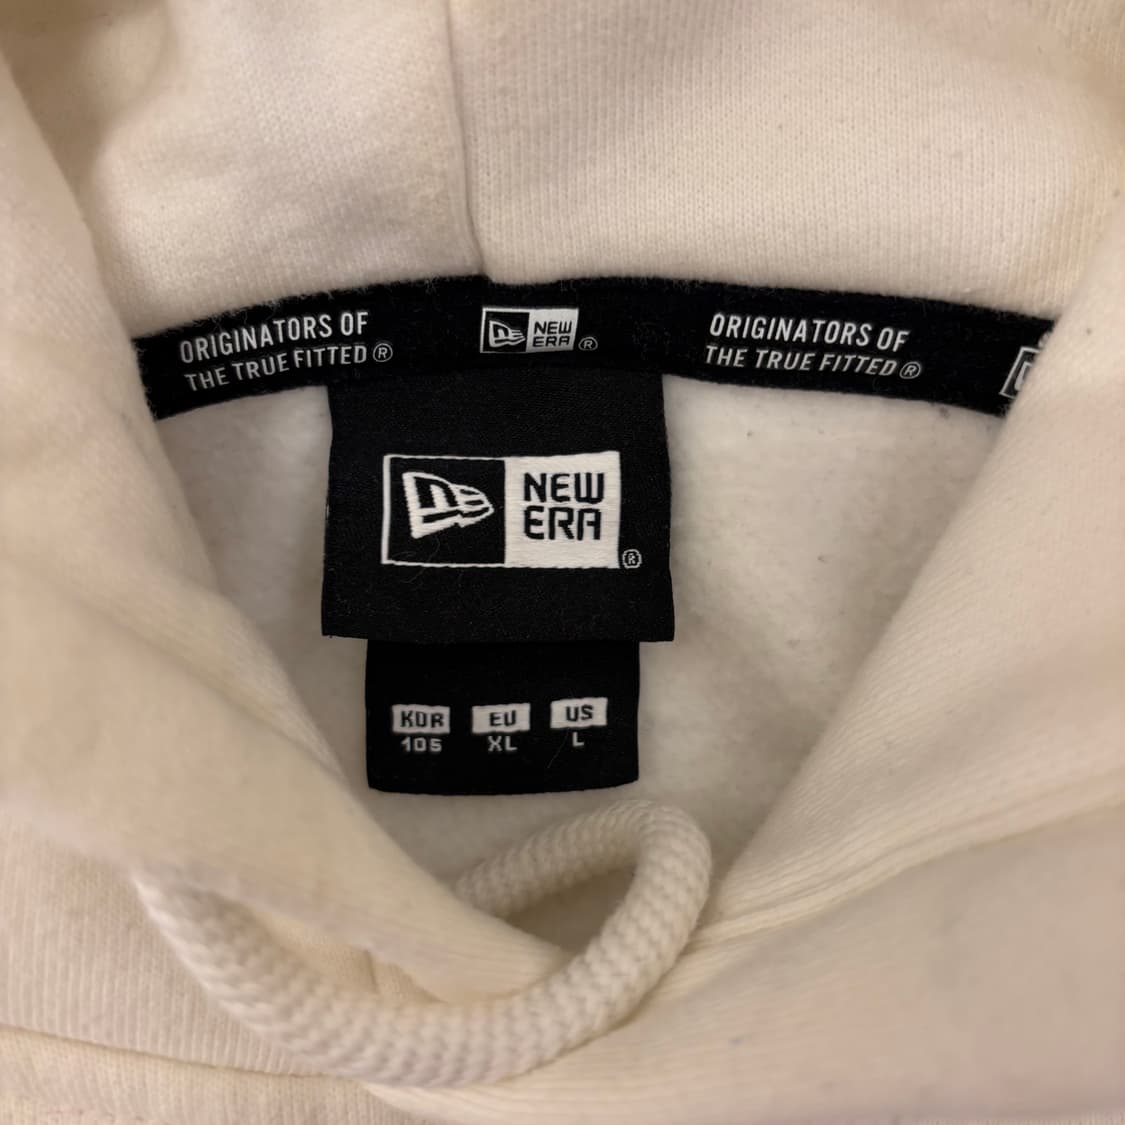 ORIGINATORS OF
THE TRUE FITTED ®
NEW
ERA ®
ORIGINATORS OF
THE TRUE FITTED ®
NEW
ERA ®
KOR EU US
105 XL L